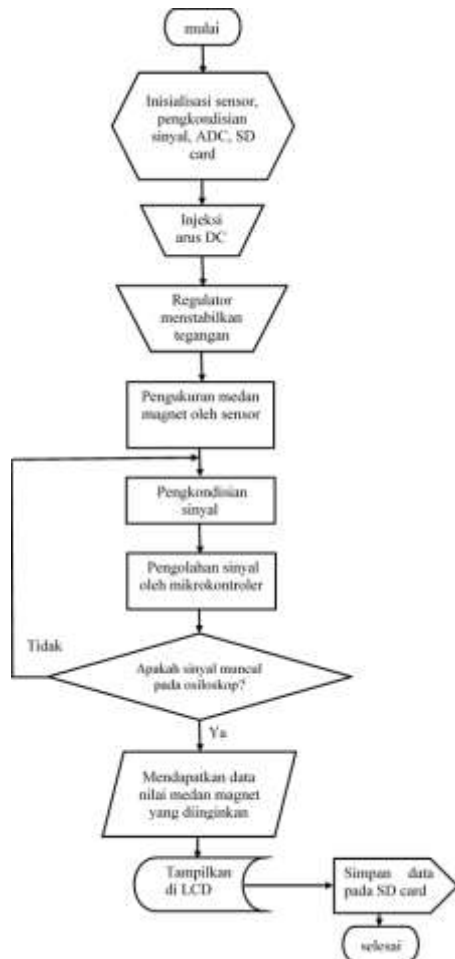 mulai
Inisialisasi sensor,
pengkondisian
sinyal, ADC, SD
card
Injeksi
arus DC
Regulator
menstabilkan
tegangan
Pengukuran medan
magnet oleh sensor
Pengkondisian
sinyal
Pengolahan sinyal
oleh mikrokontroler
Tidak
Apakah sinyal muncul
pada osiloskop?
Ya
Mendapatkan data
nilai medan magnet
yang diinginkan
Tampilkan
di LCD
Simpan data
pada SD card
selesai